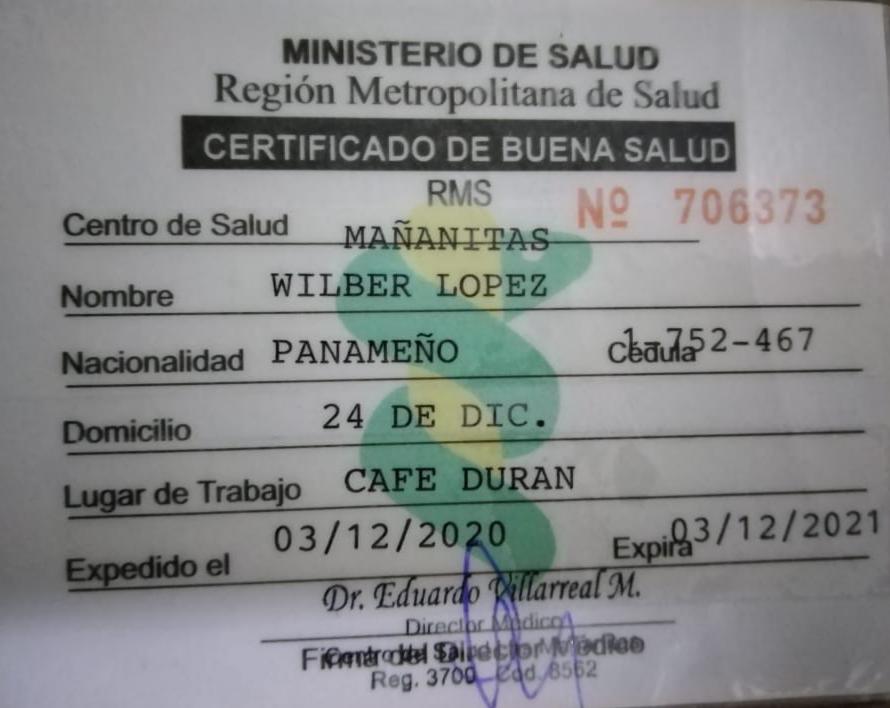 MINISTERIO DE SALUD
Región Metropolitana de Salud
CERTIFICADO DE BUENA SALUD
RMS
Nº 706373
Centro de Salud MAÑANITAS
Nombre WILBER LOPEZ
Nacionalidad PANAMEÑO Cédula 1-752-467
Domicilio 24 DE DIC.
Lugar de Trabajo CAFE DURAN
Expedido el 03/12/2020 Expira 03/12/2021
Dr. Eduardo Villarreal M.
Director Médico
Firma del Director Médico
Reg. 3700 Cod. 8562